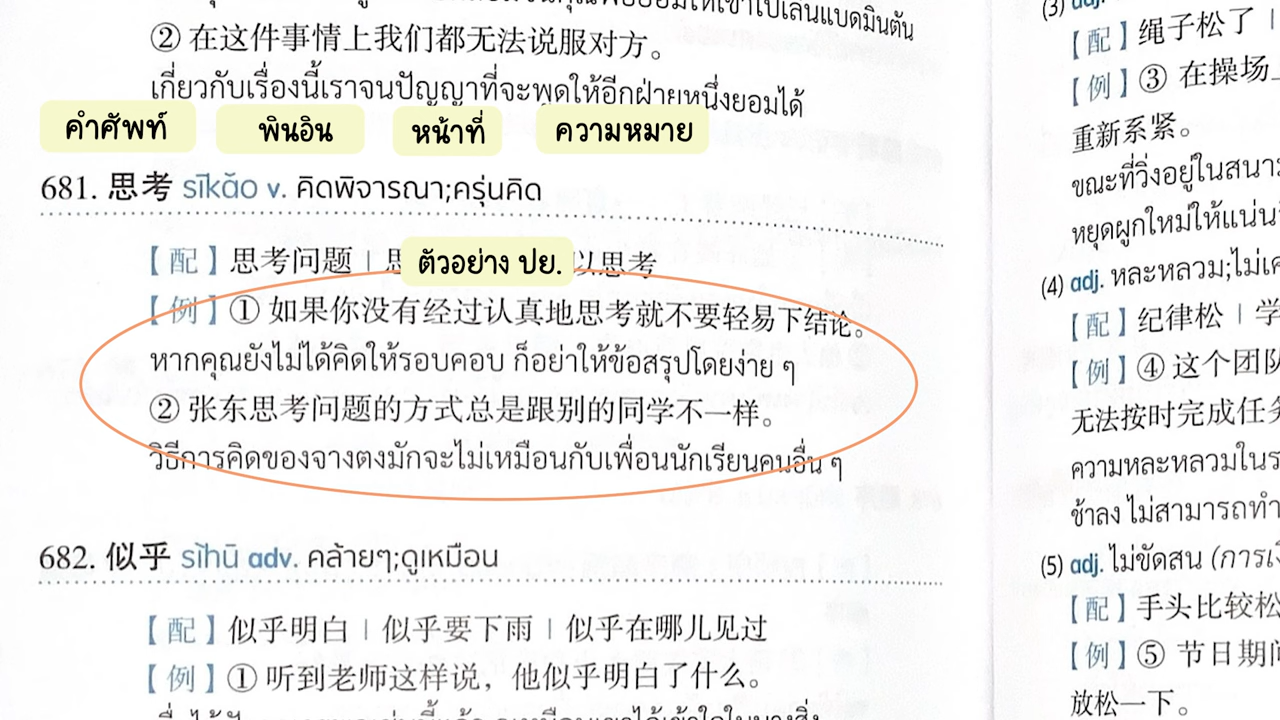 ② 在这件事情上我们都无法说服对方。
เกี่ยวกับเรื่องนี้เราจนปัญญาที่จะพูดให้อีกฝ่ายหนึ่งยอมได้
คำศัพท์ พินอิน หน้าที่ ความหมาย
681. 思考 sīkǎo v. คิดพิจารณา;ครุ่นคิด
【配】思考问题 | 思 ตัวอย่าง ปย. 以思考
【例】① 如果你没有经过认真地思考就不要轻易下结论。
หากคุณยังไม่ได้คิดให้รอบคอบ ก็อย่าให้ข้อสรุปโดยง่าย ๆ
② 张东思考问题的方式总是跟别的同学不一样。
วิธีการคิดของจางตงมักจะไม่เหมือนกับเพื่อนนักเรียนคนอื่น ๆ
682. 似乎 sìhū adv. คล้ายๆ;ดูเหมือน
【配】似乎明白 | 似乎要下雨 | 似乎在哪儿见过
【例】① 听到老师这样说，他似乎明白了什么。
(3) adj.
【配】绳子松了 |
【例】③ 在操场上
重新系紧。
ขณะที่วิ่งอยู่ในสนาม
หยุดผูกใหม่ให้แน่น
(4) adj. หละหลวม;ไม่เค
【配】纪律松 | 学
【例】④ 这个团队
无法按时完成任务
ความหละหลวมในร
ช้าลง ไม่สามารถทำ
(5) adj. ไม่ขัดสน (การเงิ
【配】手头比较松
【例】⑤ 节日期间
放松一下。